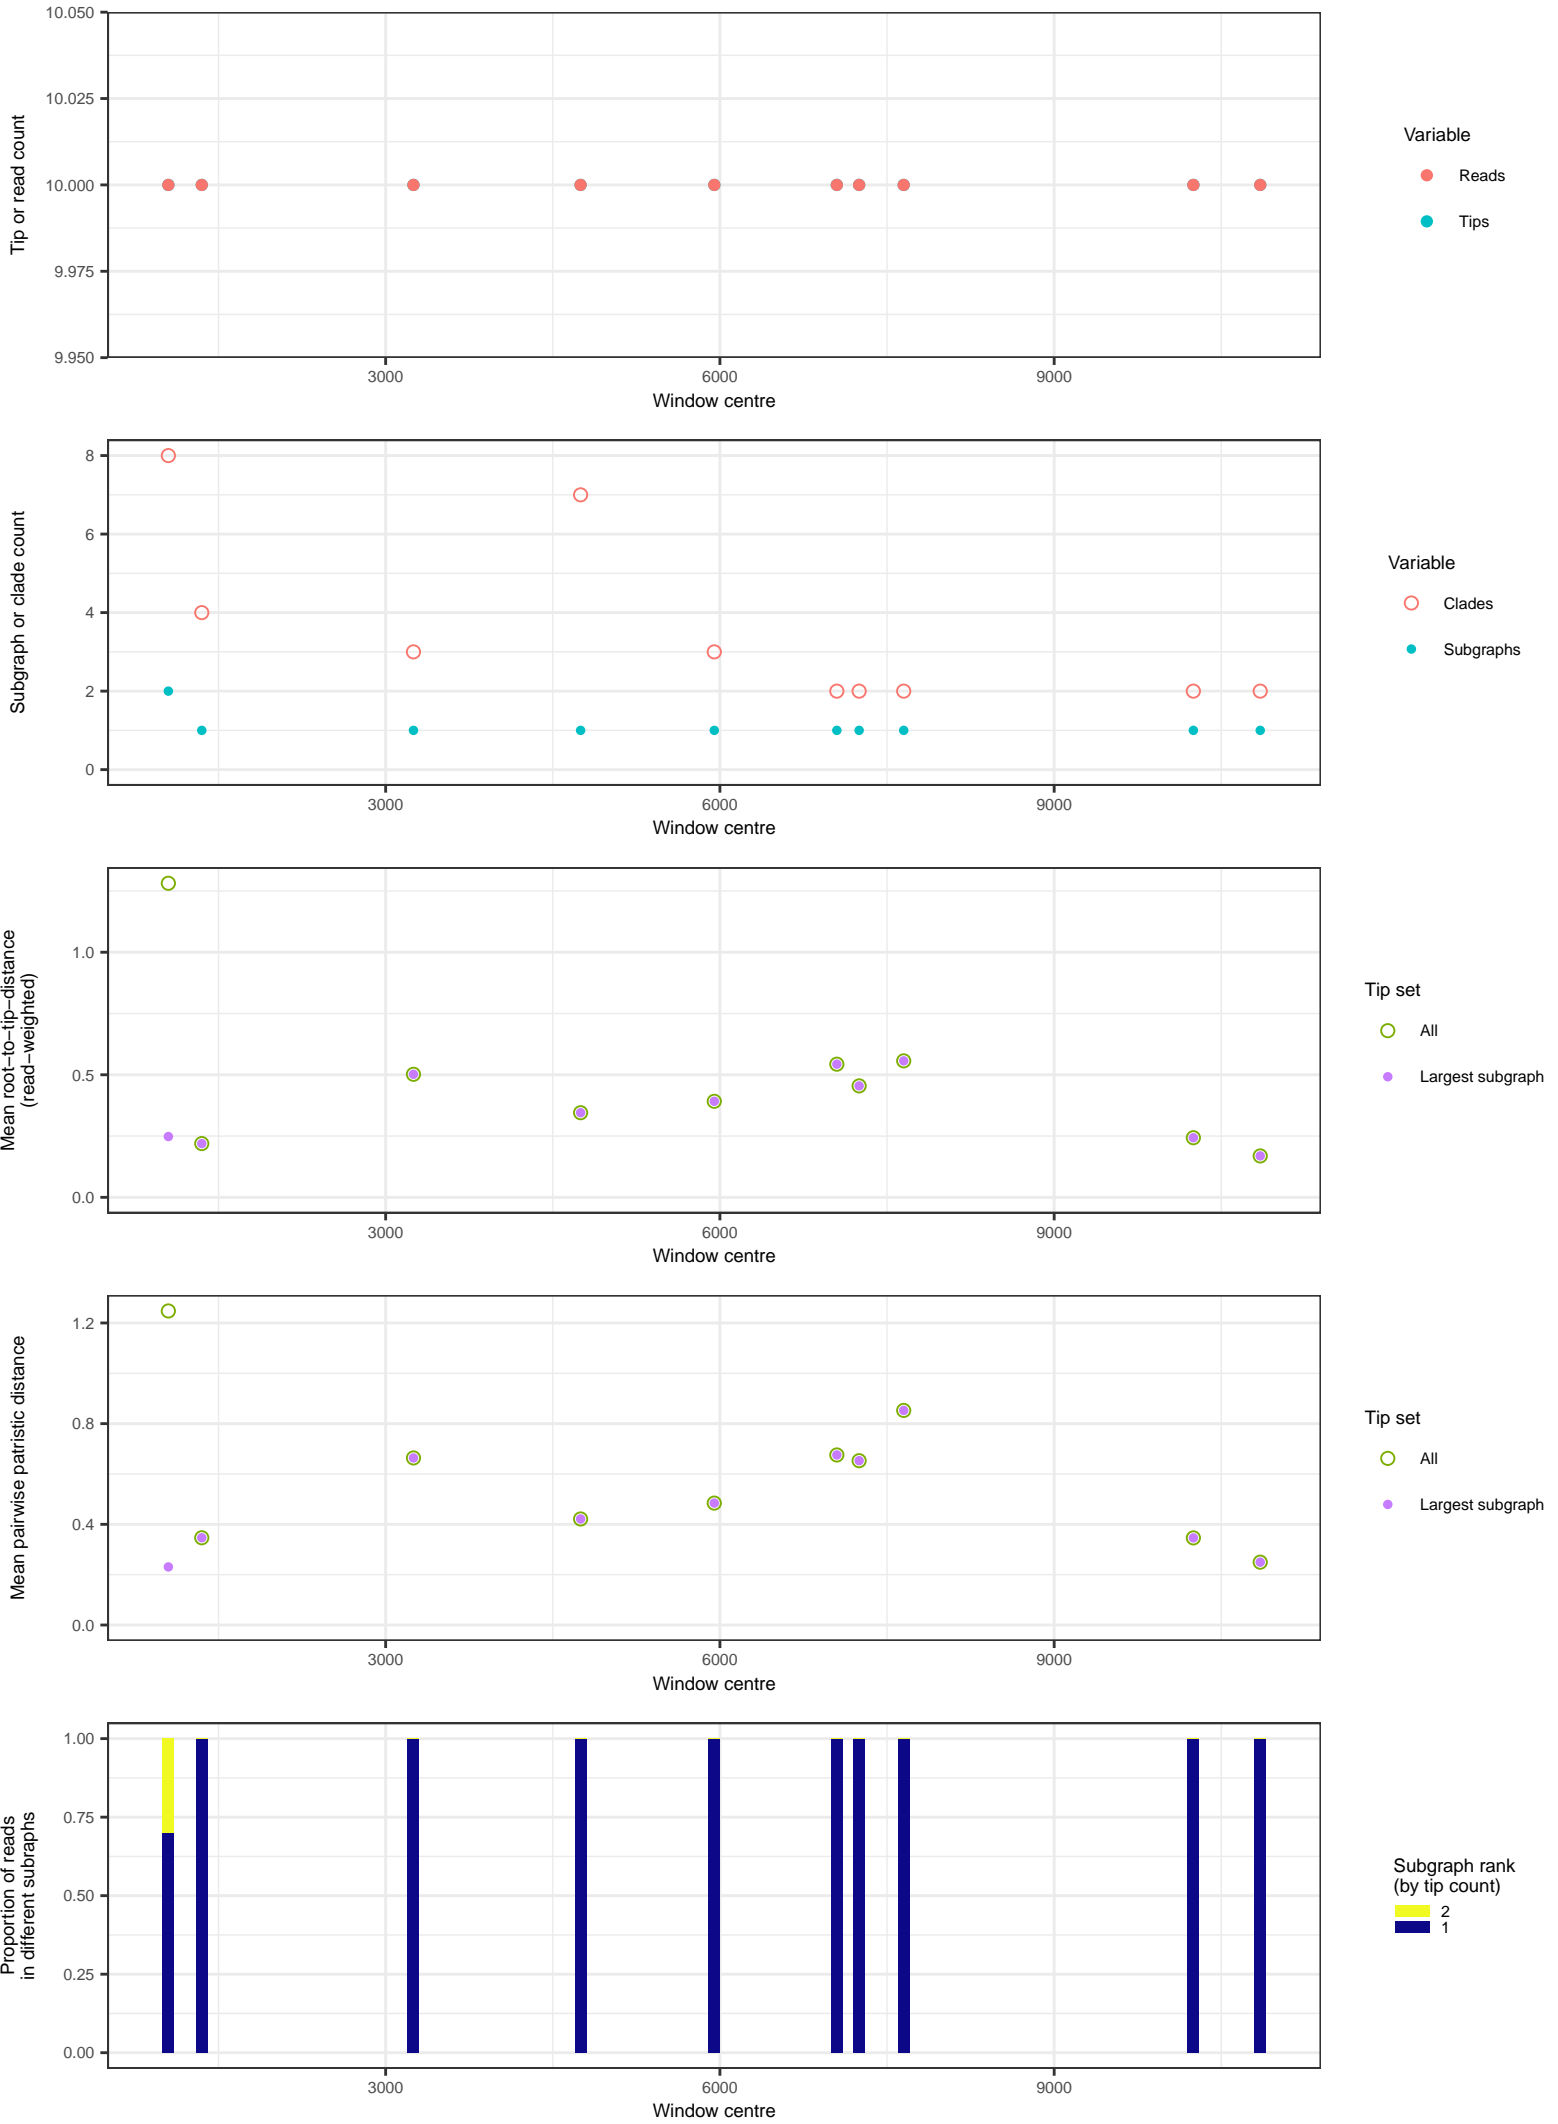 10.050
10.025
10.000
9.975
9.950
Tip or read count
3000 6000 9000
Window centre
Variable
Reads
Tips
8
6
4
2
0
Subgraph or clade count
3000 6000 9000
Window centre
Variable
Clades
Subgraphs
1.0
0.5
0.0
Mean root−to−tip−distance
(read−weighted)
3000 6000 9000
Window centre
Tip set
All
Largest subgraph
1.2
0.8
0.4
0.0
Mean pairwise patristic distance
3000 6000 9000
Window centre
Tip set
All
Largest subgraph
1.00
0.75
0.50
0.25
0.00
Proportion of reads
in different subraphs
3000 6000 9000
Window centre
Subgraph rank
(by tip count)
2
1